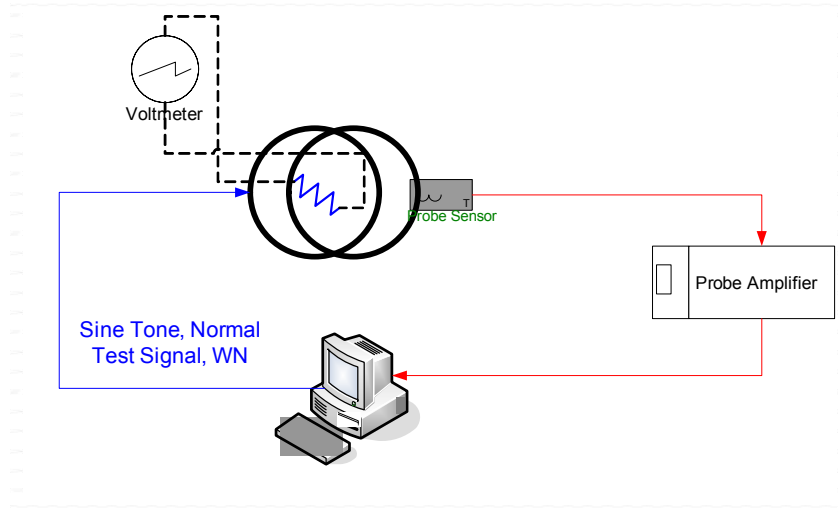 Voltmeter
T
Probe Sensor
Probe Amplifier
Sine Tone, Normal
Test Signal, WN